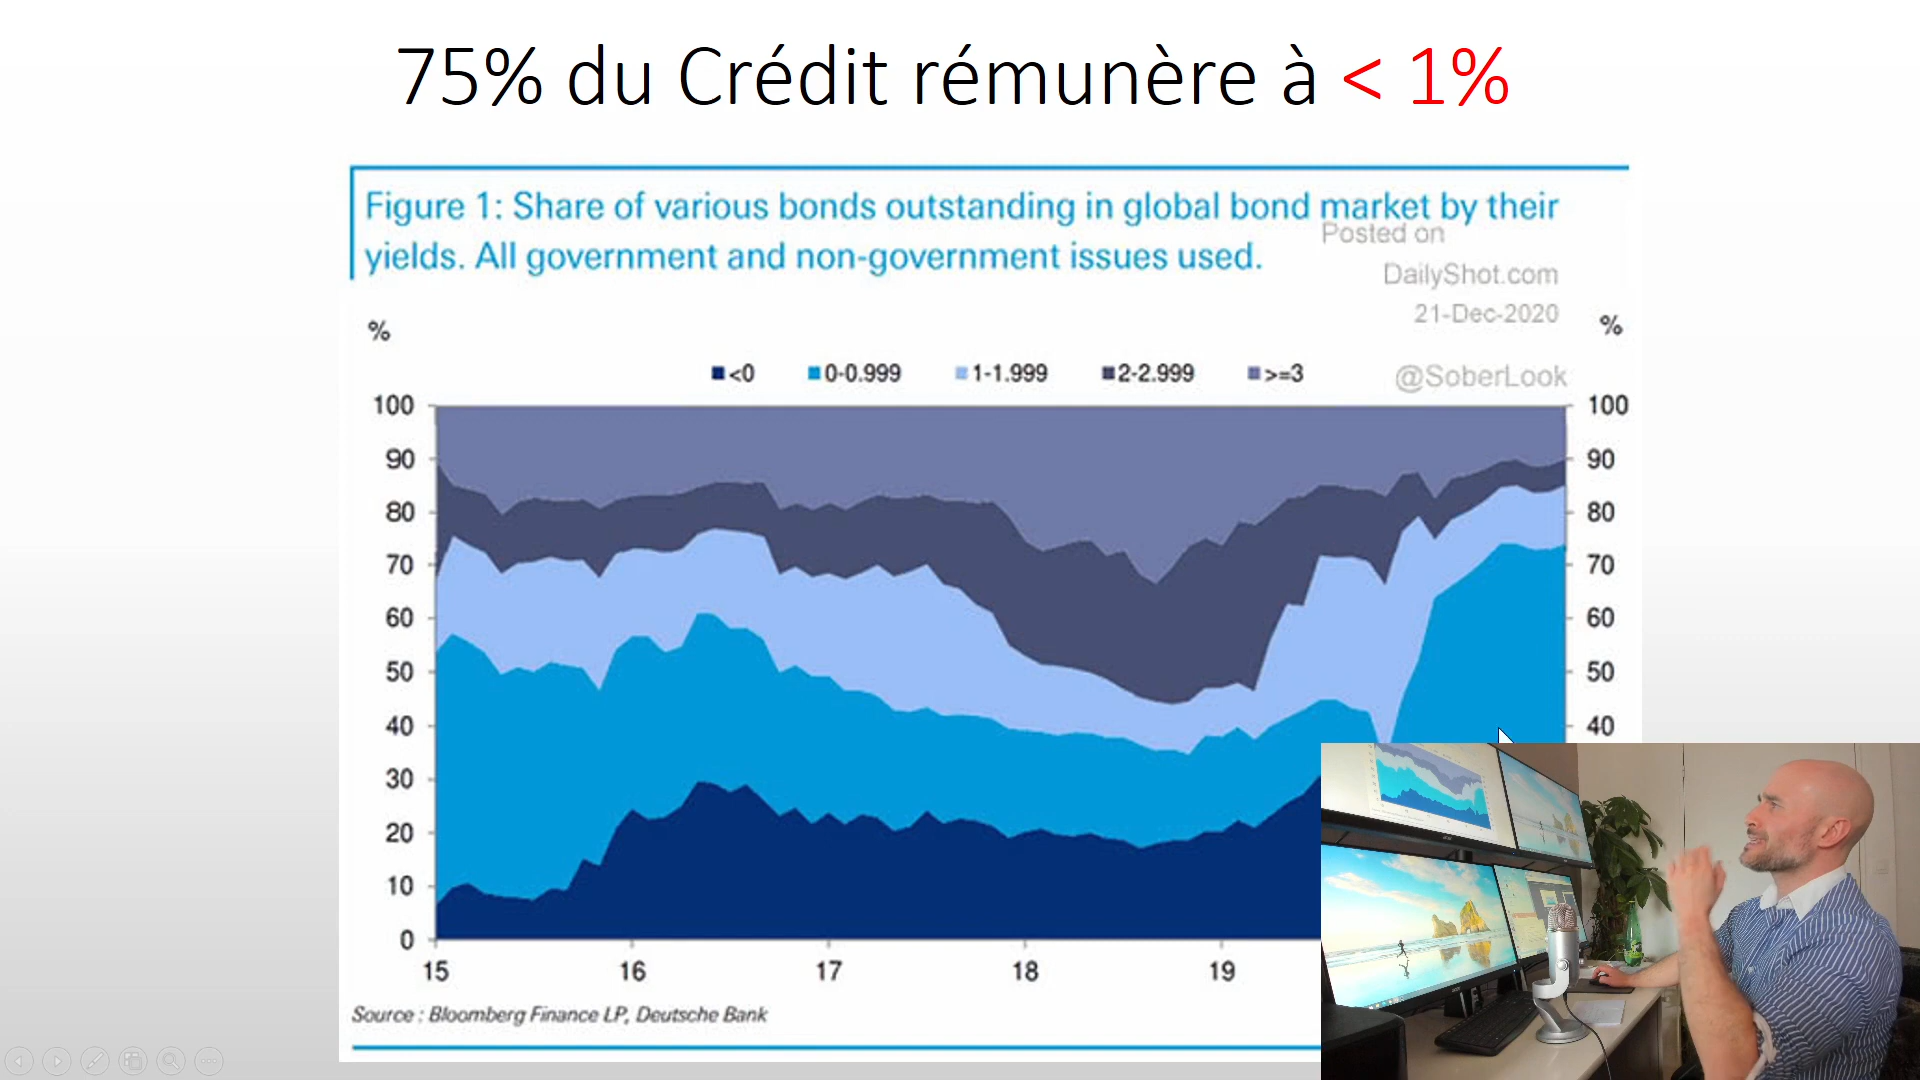 75% du Crédit rémunère à < 1%
Figure 1: Share of various bonds outstanding in global bond market by their
yields. All government and non-government issues used.
Posted on
DailyShot.com
21-Dec-2020
@SoberLook
% %
<0 0-0.999 1-1.999 2-2.999 >=3
100 100
90 90
80 80
70 70
60 60
50 50
40 40
30
20
10
0
15 16 17 18 19
Source : Bloomberg Finance LP, Deutsche Bank